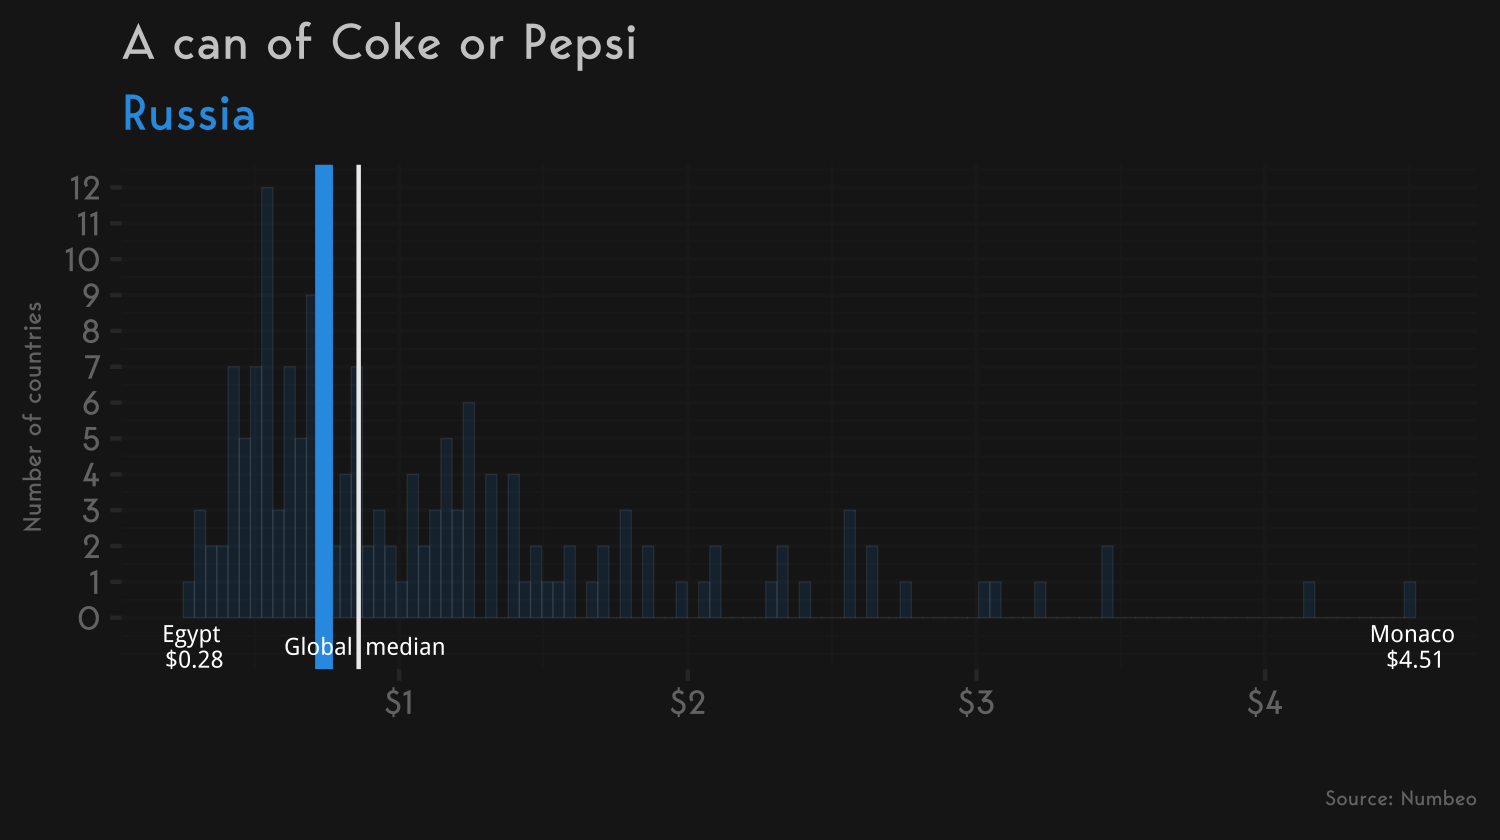 A can of Coke or Pepsi
Russia
Number of countries
12
11
10
9
8
7
6
5
4
3
2
1
0
Egypt
$0.28
Global median
Monaco
$4.51
$1
$2
$3
$4
Source: Numbeo